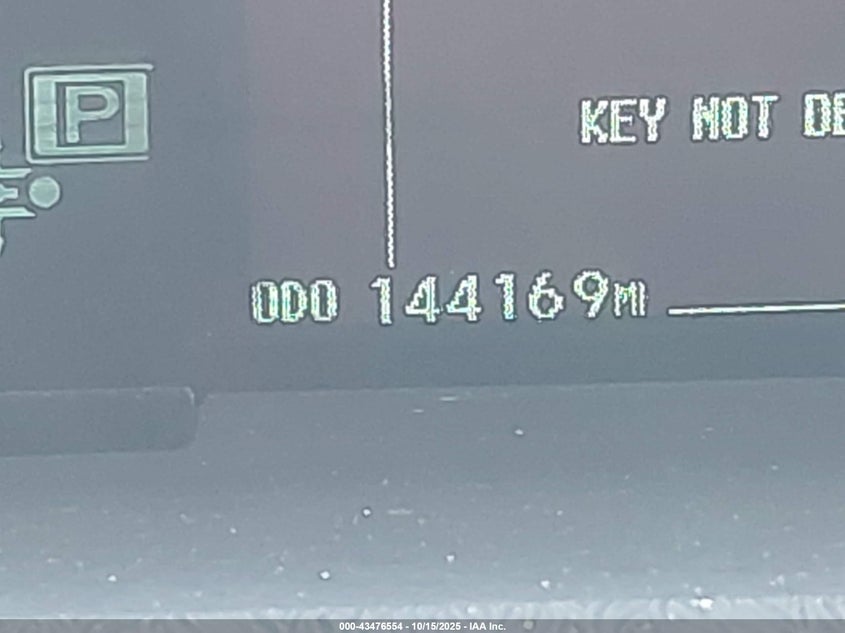 P
KEY NOT DE
ODO 144169MI
000-43476554 - 10/15/2025 - IAA Inc.